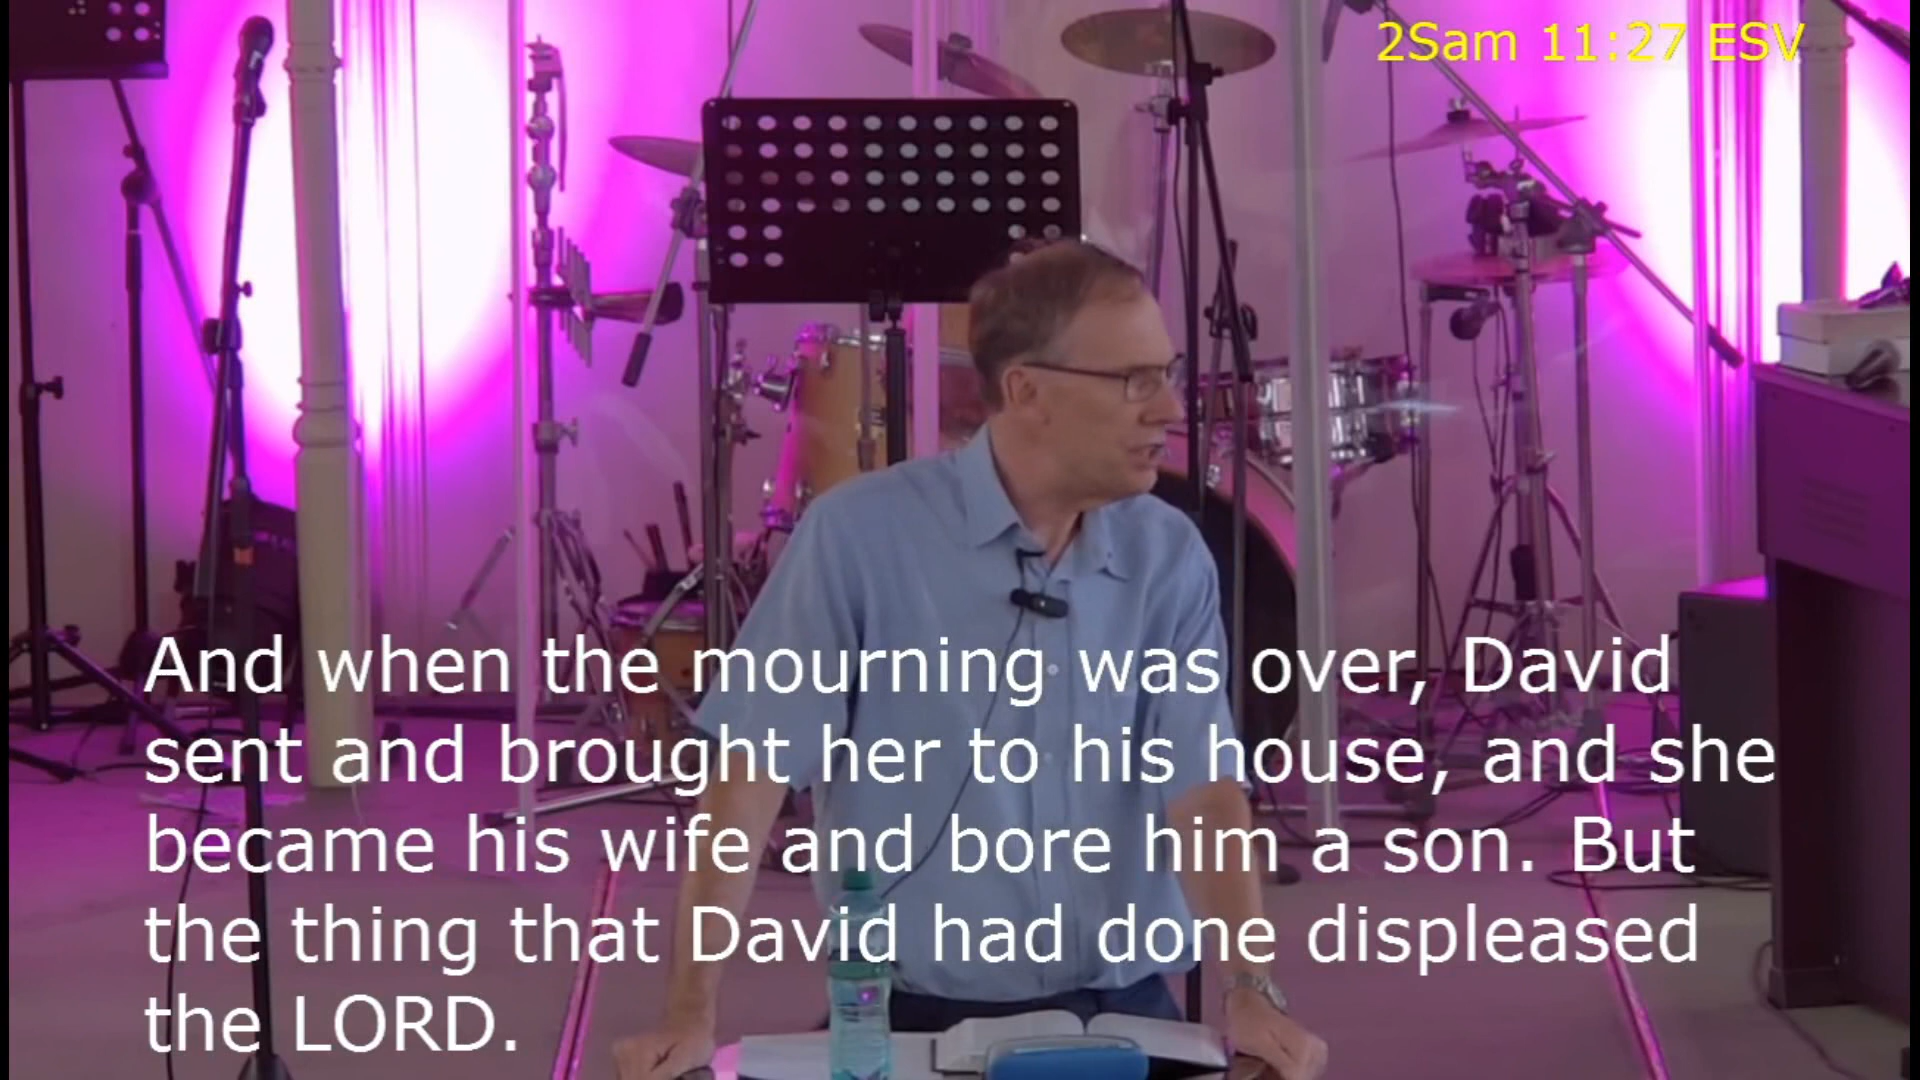 2Sam 11:27 ESV
And when the mourning was over, David
sent and brought her to his house, and she
became his wife and bore him a son. But
the thing that David had done displeased
the LORD.